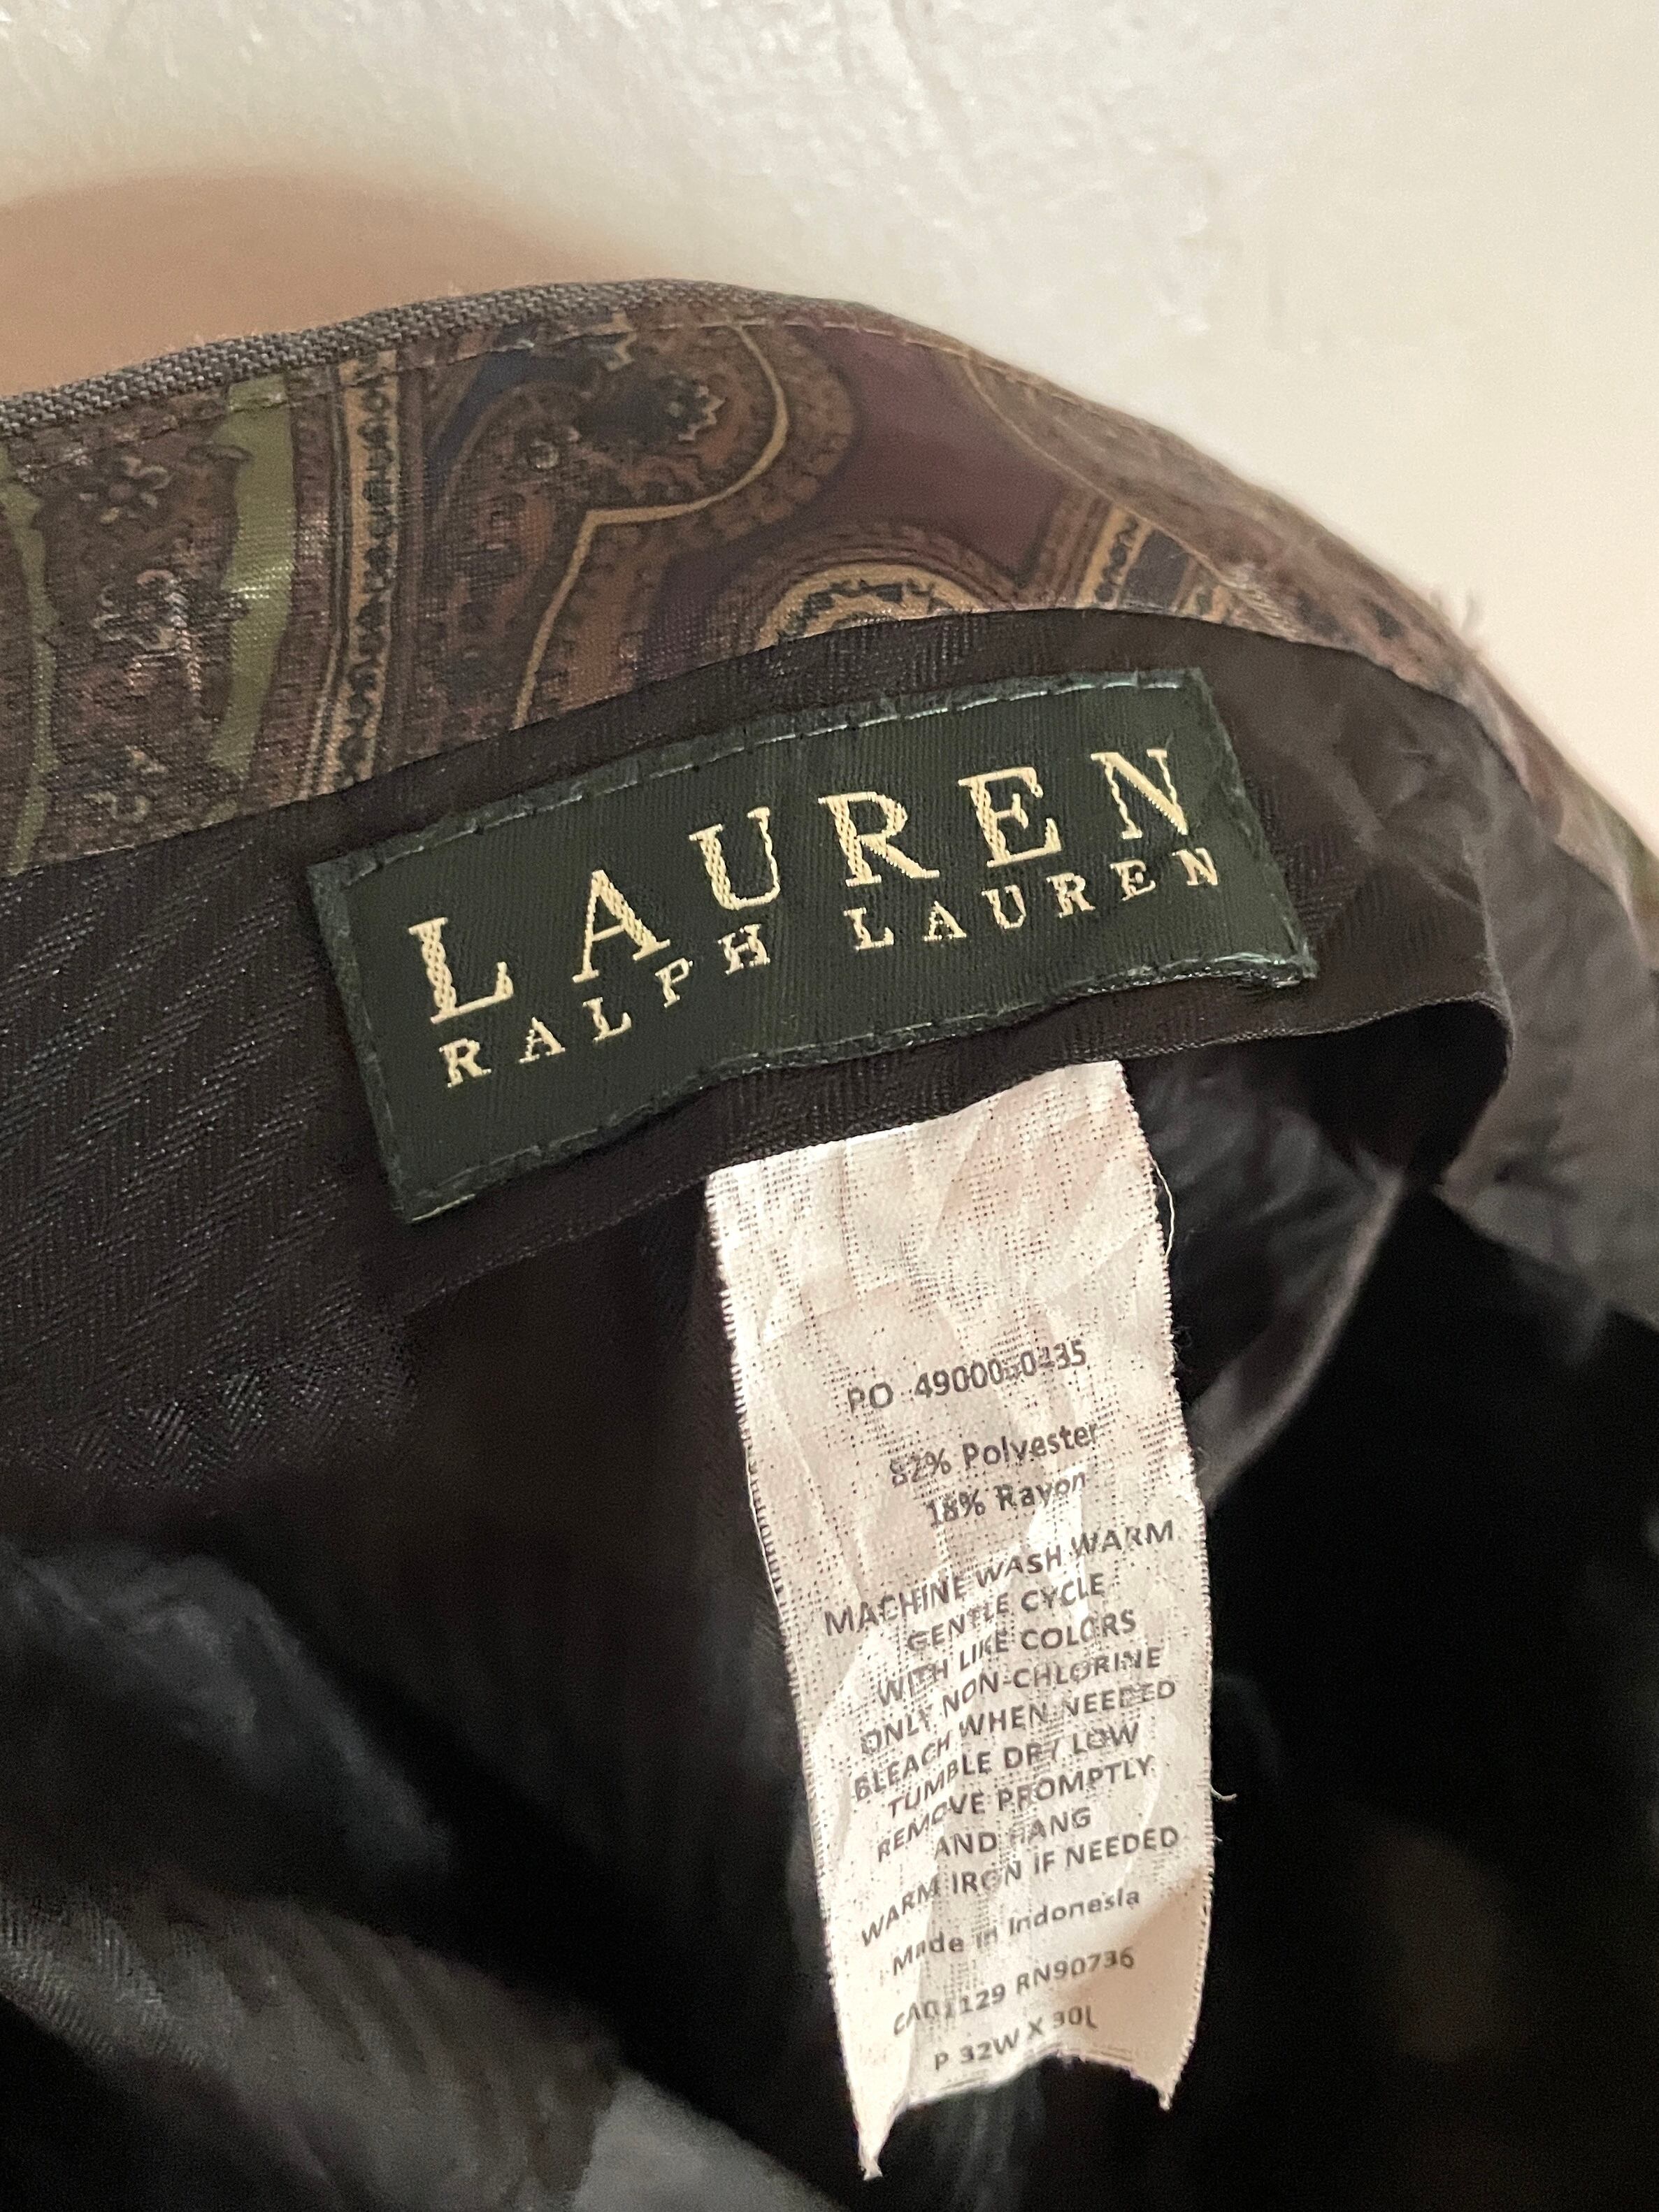 LAUREN
RALPH LAUREN
PO
82% Polyester
18% Rayon
MACHINE WASH WARM
GENTLE CYCLE
WITH LIKE COLORS
ONLY NON-CHLORINE
BLEACH WHEN NEEDED
TUMBLE DRY LOW
REMOVE PROMPTLY
AND HANG
WARM IRON IF NEEDED
Made in Indonesia
RN90736
P 32W X 30L